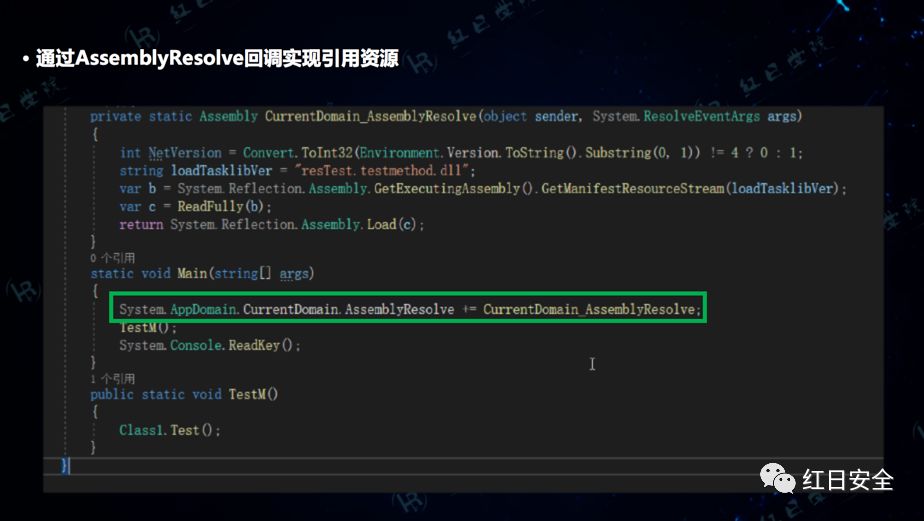 • 通过AssemblyResolve回调实现引用资源
private static Assembly CurrentDomain_AssemblyResolve(object sender, System.ResolveEventArgs args)
{
int NetVersion = Convert.ToInt32(Environment.Version.ToString().Substring(0, 1)) != 4 ? 0 : 1;
string loadTasklibVer = "resTest.testmethod.dll";
var b = System.Reflection.Assembly.GetExecutingAssembly().GetManifestResourceStream(loadTasklibVer);
var c = ReadFully(b);
return System.Reflection.Assembly.Load(c);
}
0 个引用
static void Main(string[] args)
{
System.AppDomain.CurrentDomain.AssemblyResolve += CurrentDomain_AssemblyResolve;
TestM();
System.Console.ReadKey();
}
1 个引用
public static void TestM()
{
Class1.Test();
}
}
红日安全